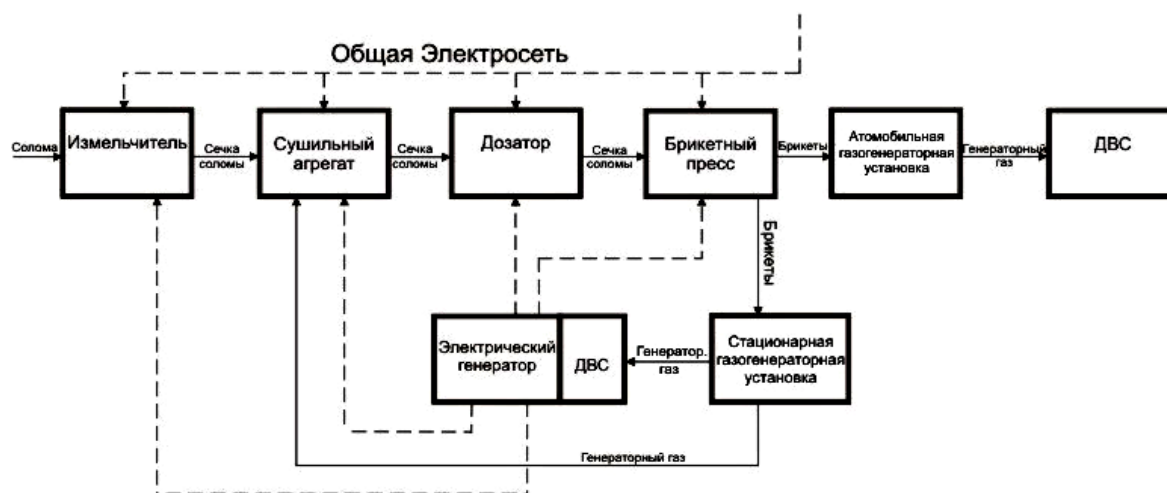 Общая Электросеть
Солома
Измельчитель
Сечка
соломы
Сушильный
агрегат
Сечка
соломы
Дозатор
Сечка
соломы
Брикетный
пресс
Брикеты
Атомобильная
газогенераторная
установка
Генераторный
газ
ДВС
Брикеты
Электрический
генератор
ДВС
Генератор.
газ
Стационарная
газогенераторная
установка
Генераторный газ